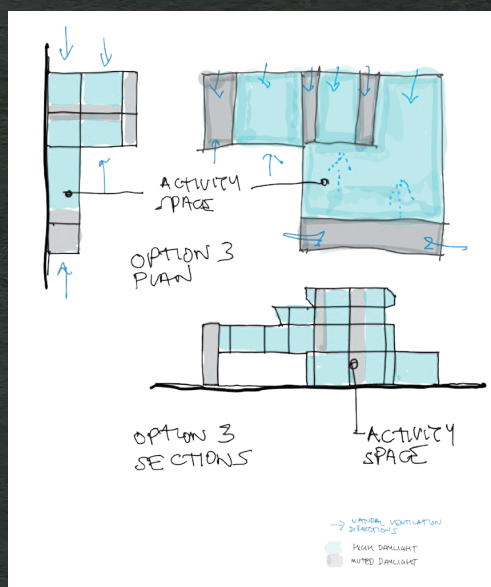 ACTIVITY
SPACE
OPTION 3
PLAN
OPTION 3
SECTIONS
ACTIVITY
SPACE
NATURAL VENTILATION
DIRECTIONS
HIGH DAYLIGHT
MUTED DAYLIGHT